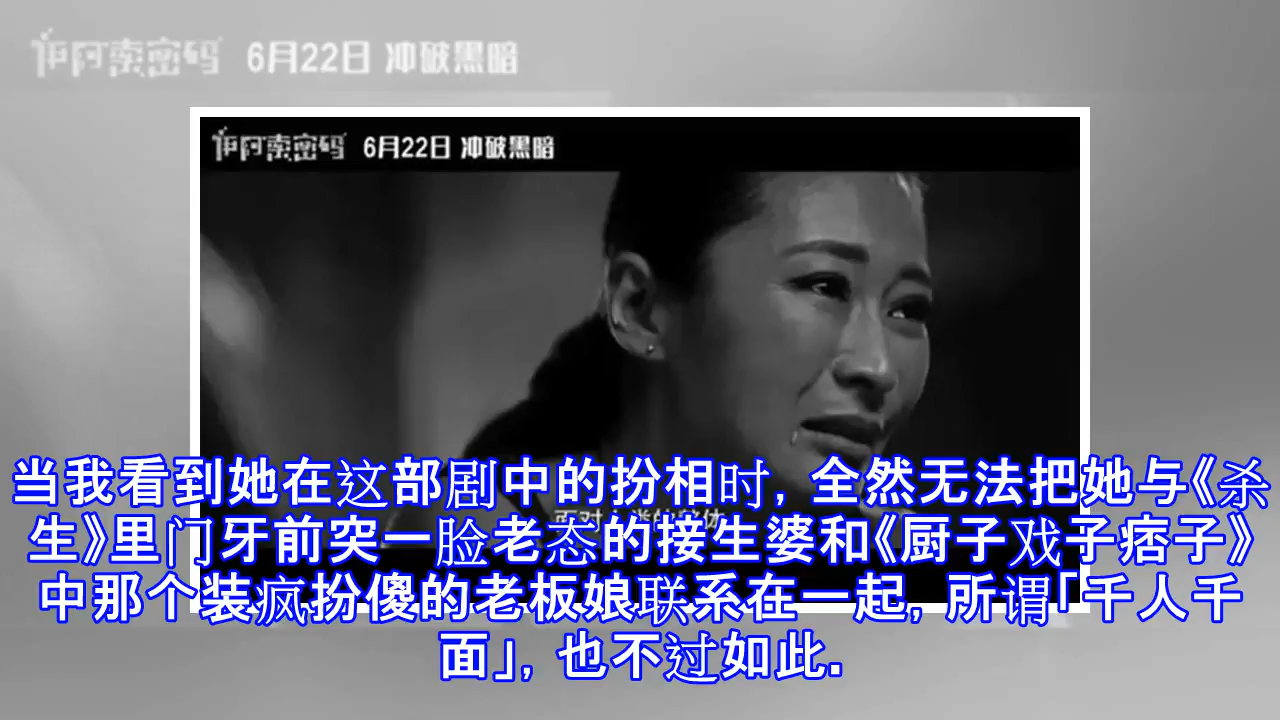 伊阿索密码 6月22日 冲破黑暗
伊阿索密码 6月22日 冲破黑暗
当我看到她在这部剧中的扮相时, 全然无法把她与《杀
生》里门牙前突一脸老态的接生婆和《厨子戏子痞子》
中那个装疯扮傻的老板娘联系在一起, 所谓「千人千
面」, 也不过如此.